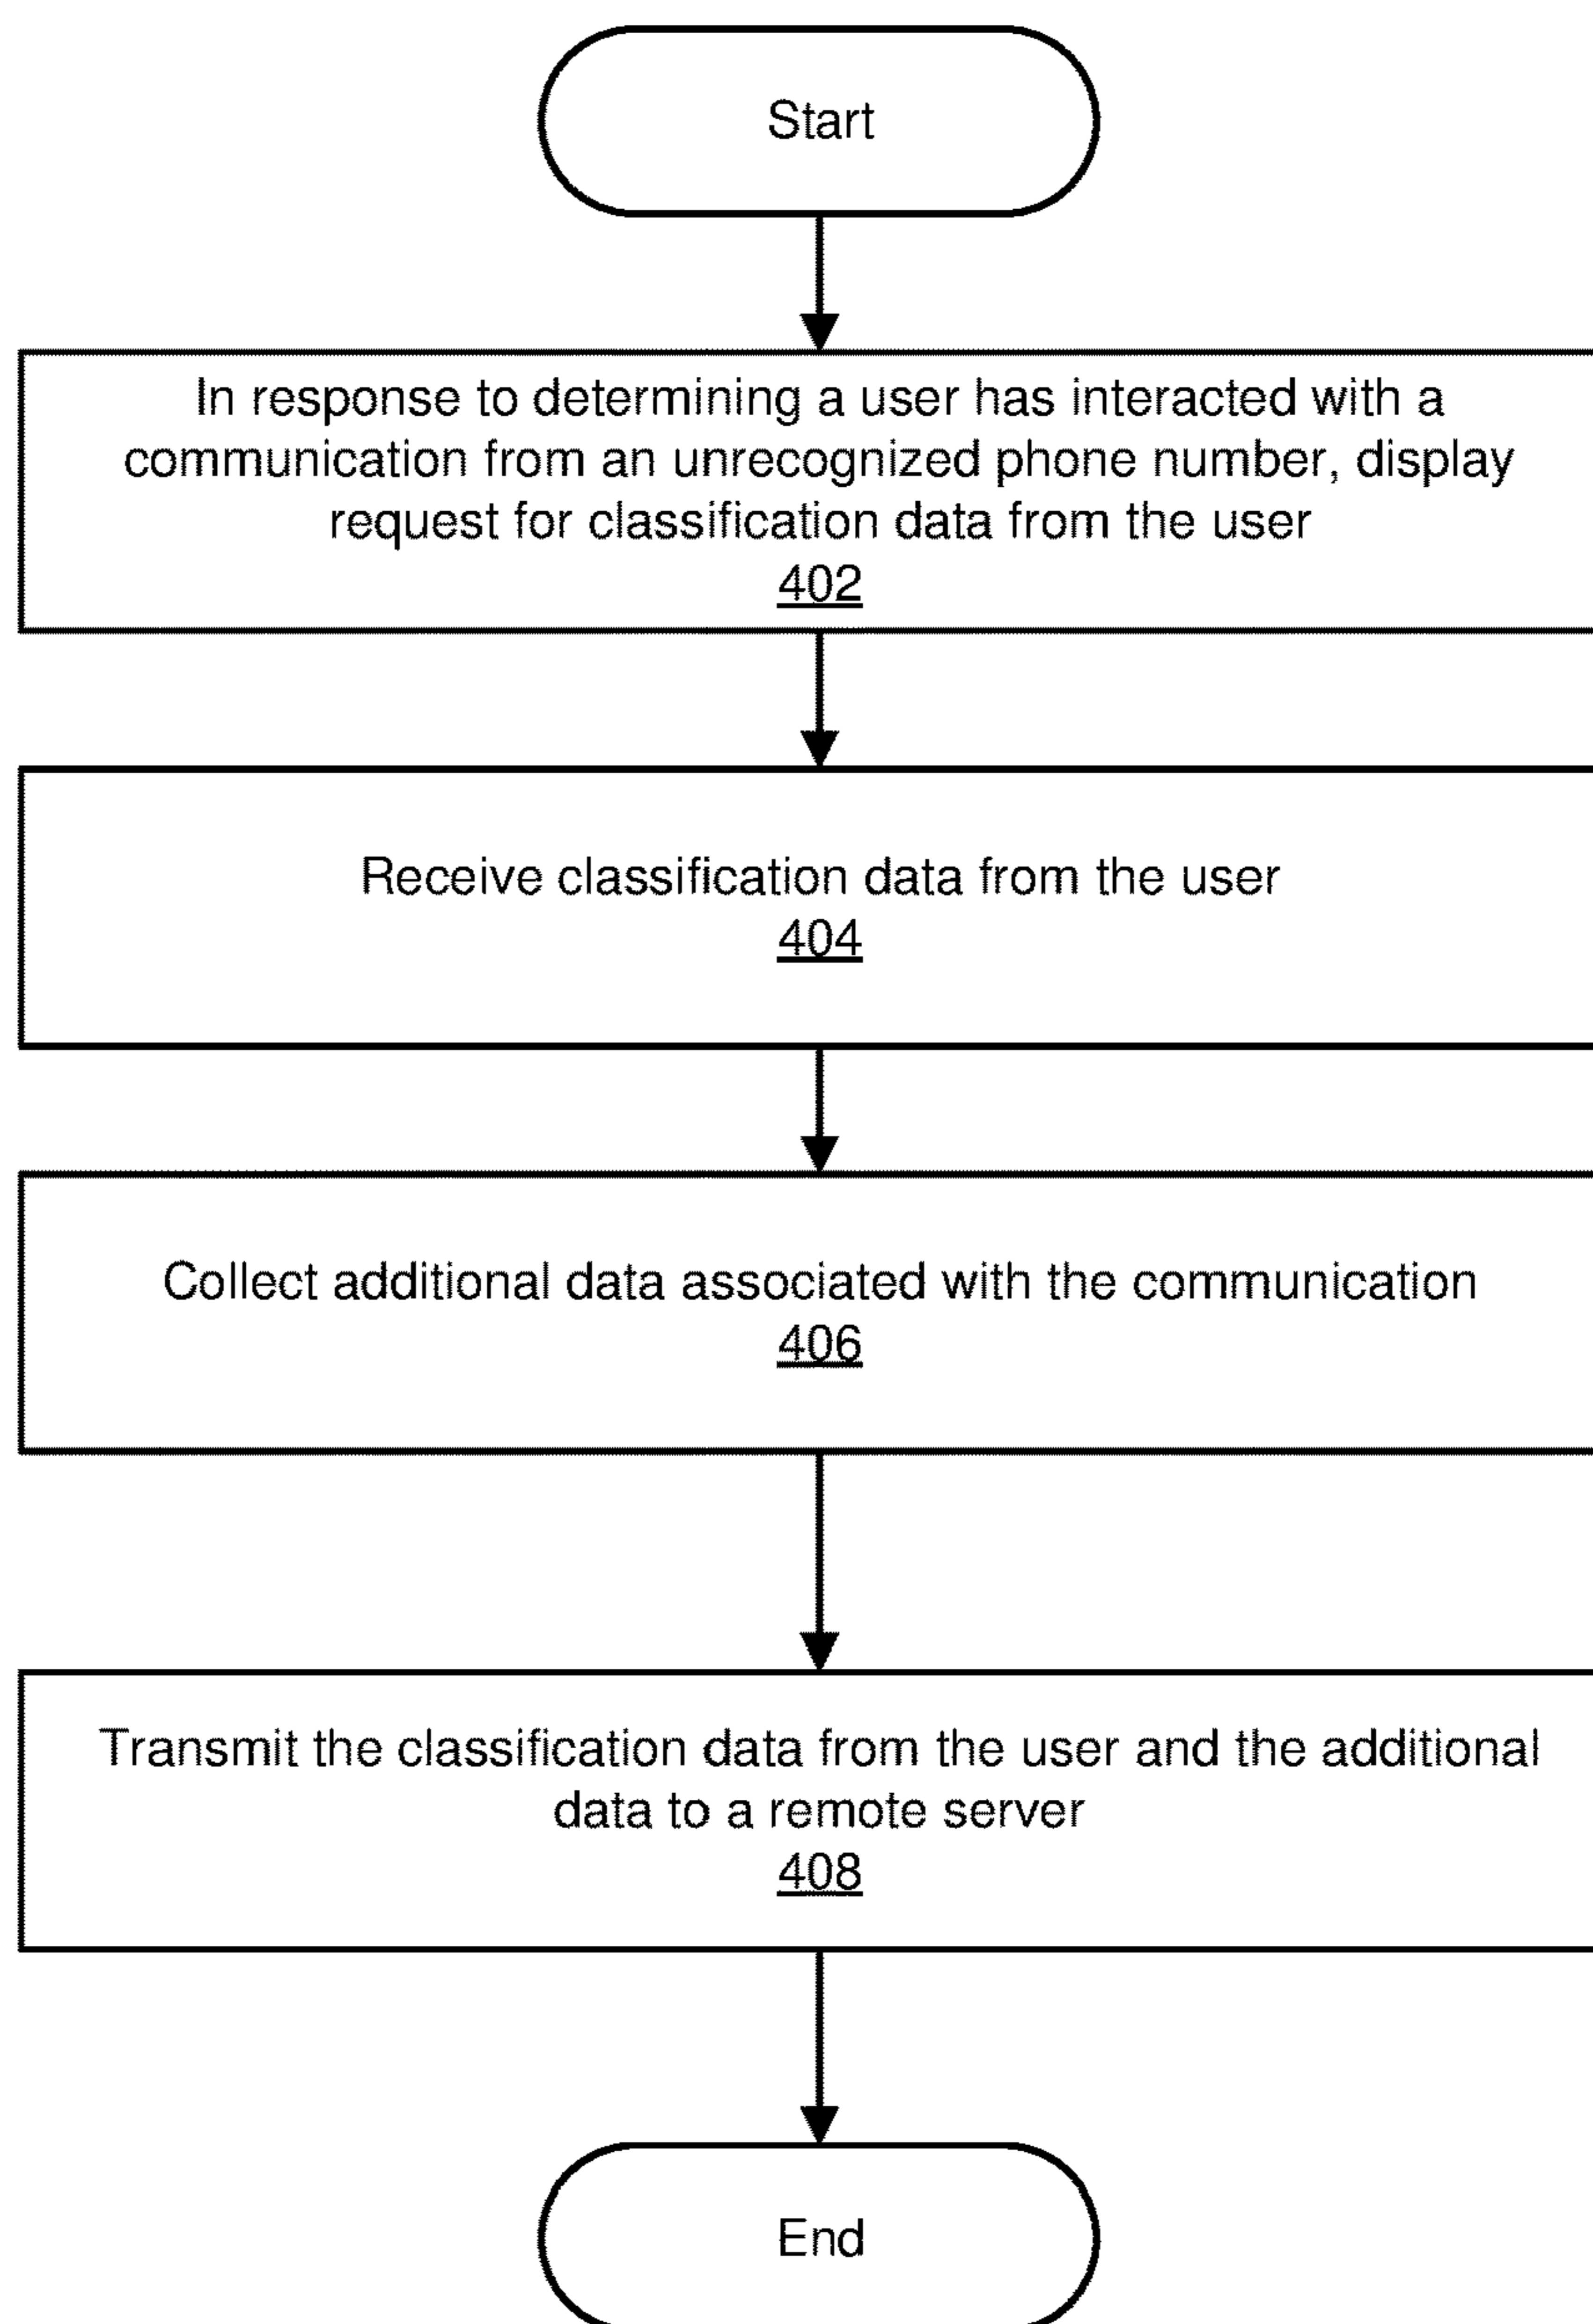 Start
In response to determining a user has interacted with a
communication from an unrecognized phone number, display
request for classification data from the user
402
Receive classification data from the user
404
Collect additional data associated with the communication
406
Transmit the classification data from the user and the additional
data to a remote server
408
End